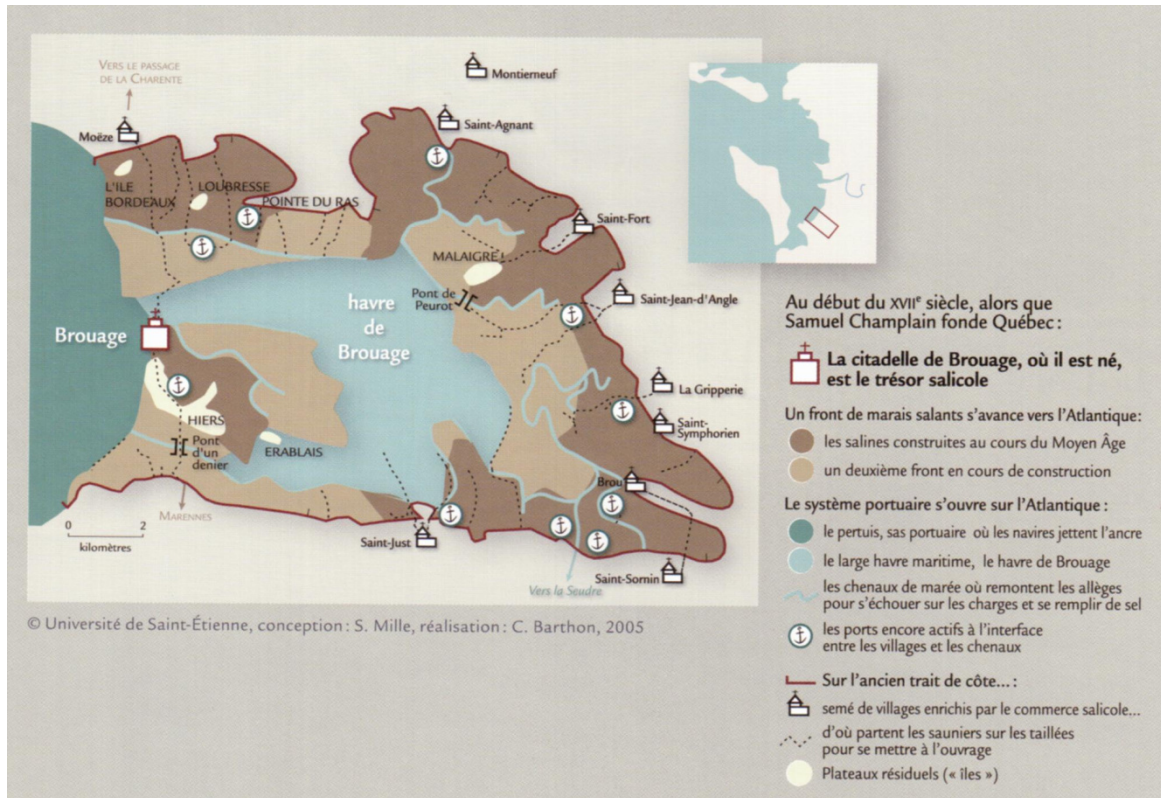 VERS LE PASSAGE
DE LA CHARENTE
Montierneuf
Moëze
Saint-Agnant
L'ILE
BORDEAUX
LOUBRESSE
POINTE DU RAS
Saint-Fort
MALAIGRE
Pont de
Peurot
Saint-Jean-d'Angle
havre
de
Brouage
Brouage
La Gripperie
Saint-
Symphorien
HIERS
Pont
d'un
denier
ERABLAIS
Brou
MARENNES
0 2
kilomètres
Saint-Just
Saint-Sornin
Vers la Seudre
© Université de Saint-Étienne, conception : S. Mille, réalisation : C. Barthon, 2005
Au début du XVIIe siècle, alors que
Samuel Champlain fonde Québec :
La citadelle de Brouage, où il est né,
est le trésor salicole
Un front de marais salants s'avance vers l'Atlantique :
les salines construites au cours du Moyen Âge
un deuxième front en cours de construction
Le système portuaire s'ouvre sur l'Atlantique :
le pertuis, sas portuaire où les navires jettent l'ancre
le large havre maritime, le havre de Brouage
les chenaux de marée où remontent les allèges
pour s'échouer sur les charges et se remplir de sel
les ports encore actifs à l'interface
entre les villages et les chenaux
Sur l'ancien trait de côte... :
semé de villages enrichis par le commerce salicole...
d'où partent les sauniers sur les taillées
pour se mettre à l'ouvrage
Plateaux résiduels (« îles »)